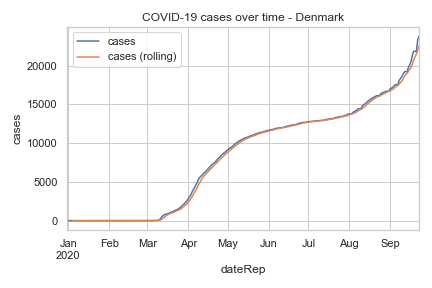 COVID-19 cases over time - Denmark
cases
cases (rolling)
20000
15000
10000
5000
0
cases
Jan Feb Mar Apr May Jun Jul Aug Sep
2020
dateRep